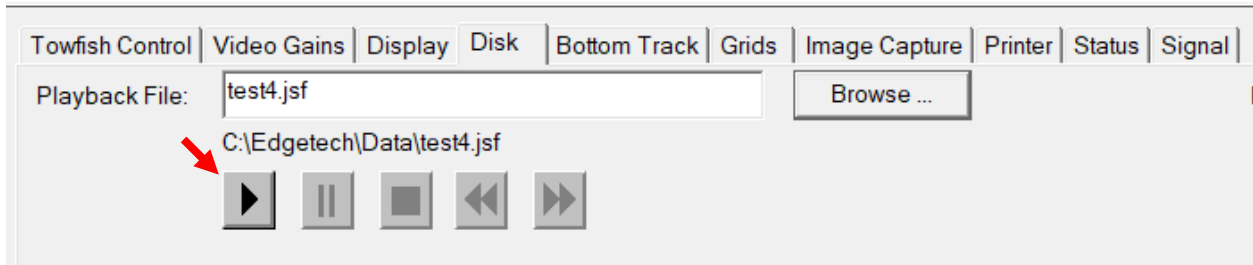 Towfish Control Video Gains Display Disk Bottom Track Grids Image Capture Printer Status Signal
Playback File: test4.jsf Browse ...
C:\Edgetech\Data\test4.jsf